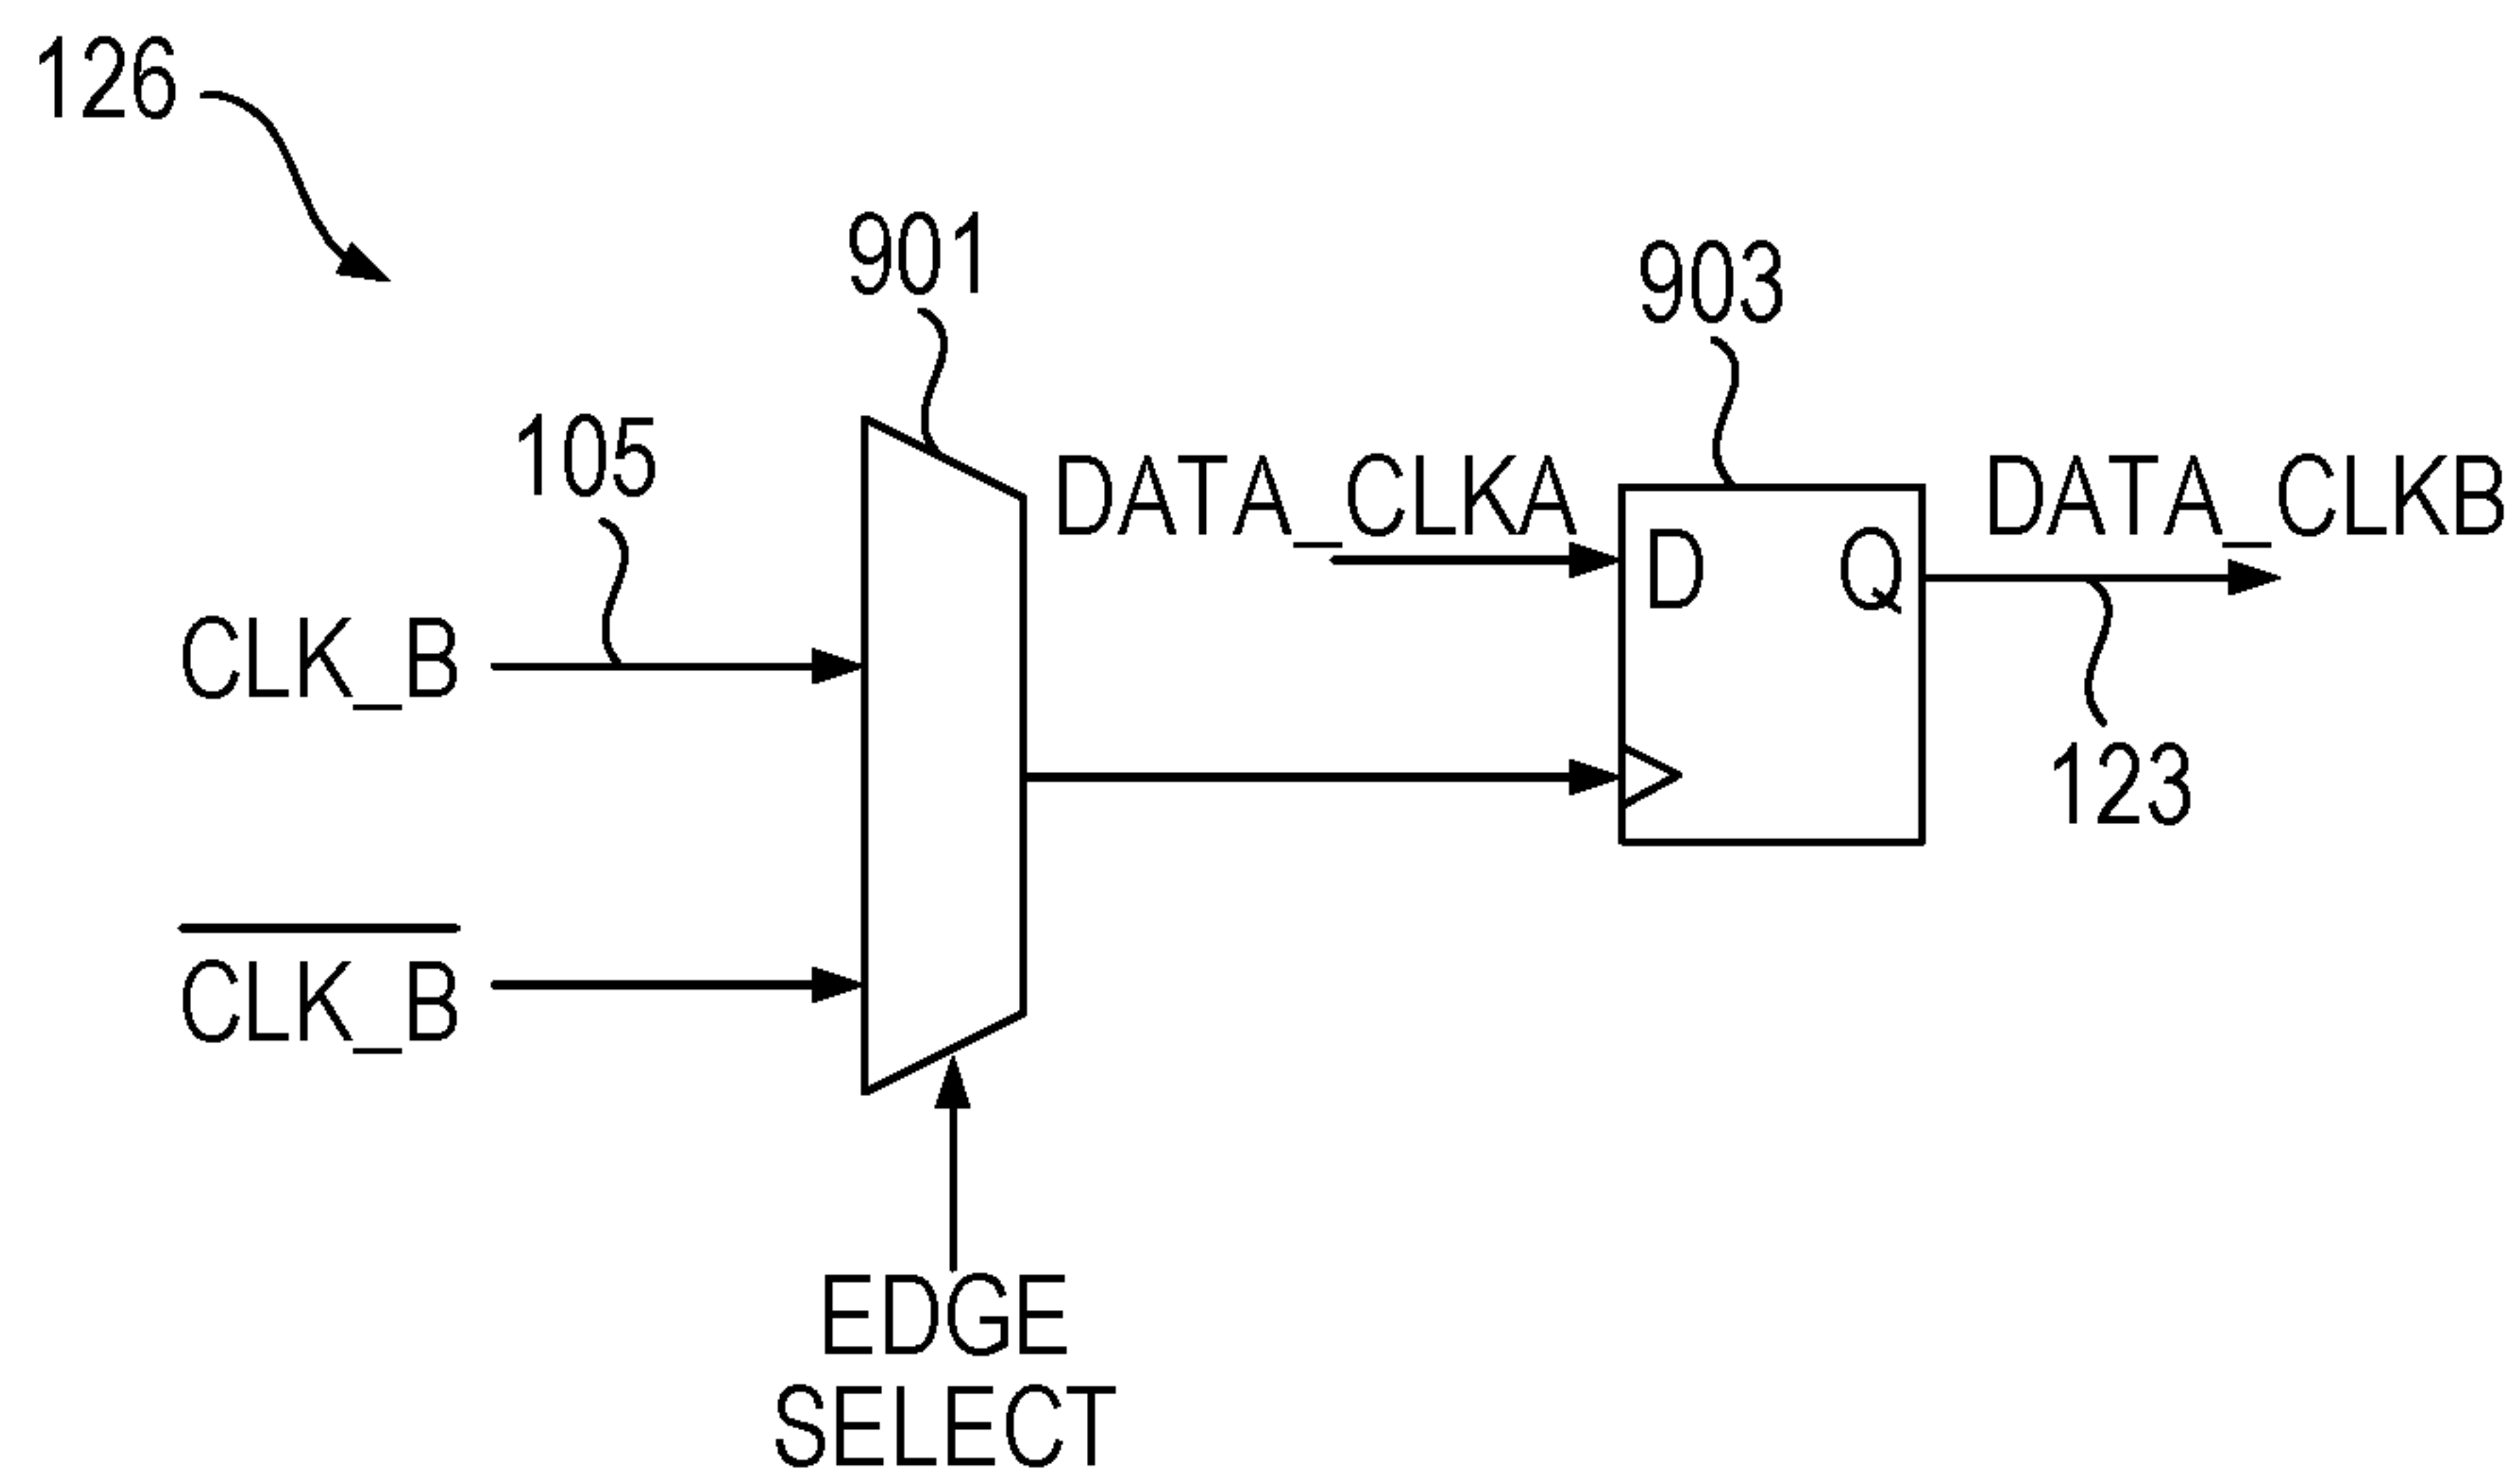 126
901
903
105
DATA_CLKA
DATA_CLKB
D
Q
CLK_B
123
CLK_B
EDGE
SELECT